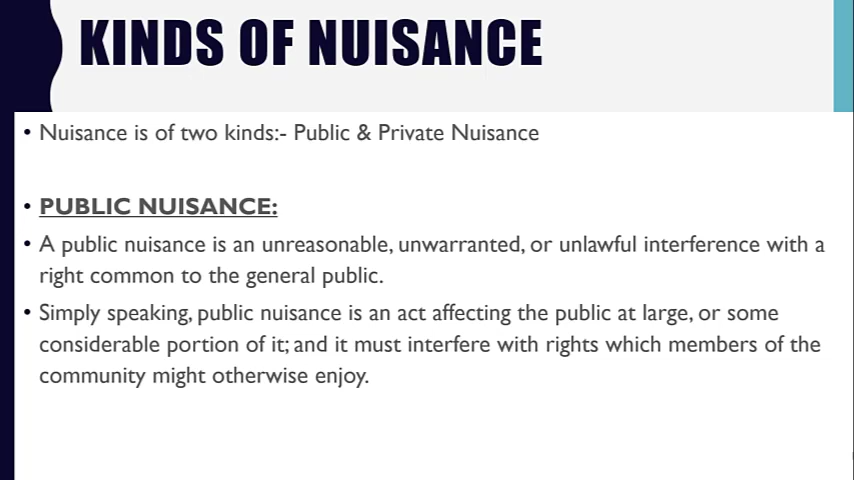 KINDS OF NUISANCE
• Nuisance is of two kinds:- Public & Private Nuisance
• PUBLIC NUISANCE:
• A public nuisance is an unreasonable, unwarranted, or unlawful interference with a
right common to the general public.
• Simply speaking, public nuisance is an act affecting the public at large, or some
considerable portion of it; and it must interfere with rights which members of the
community might otherwise enjoy.